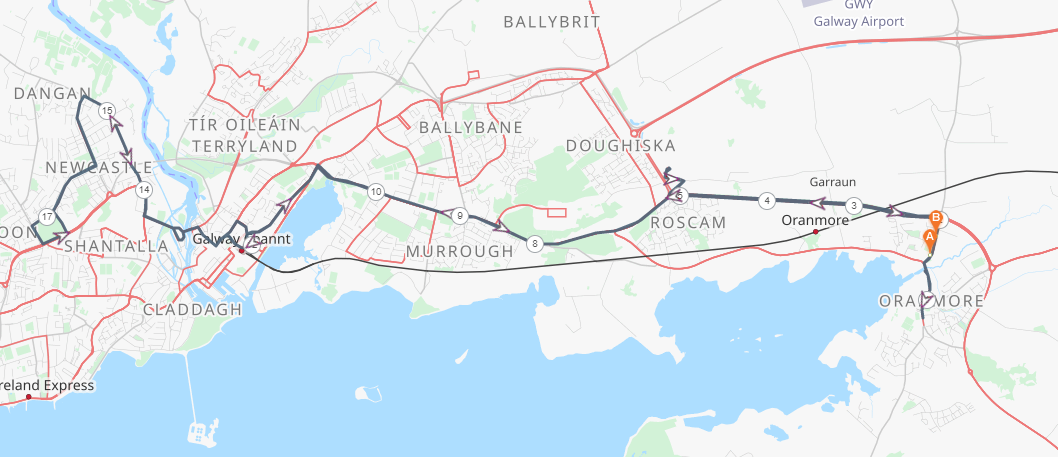 GWY
Galway Airport
BALLYBRIT
DANGAN
15
TÍR OILEÁIN
TERRYLAND
BALLYBANE
DOUGHISKA
NEWCASTLE
14
10
Garraun
4
3
17
9
ROSCAM
Oranmore
B
A
SHANTALLA
Galway
8
MURROUGH
CLADDAGH
ORANMORE
reland Express